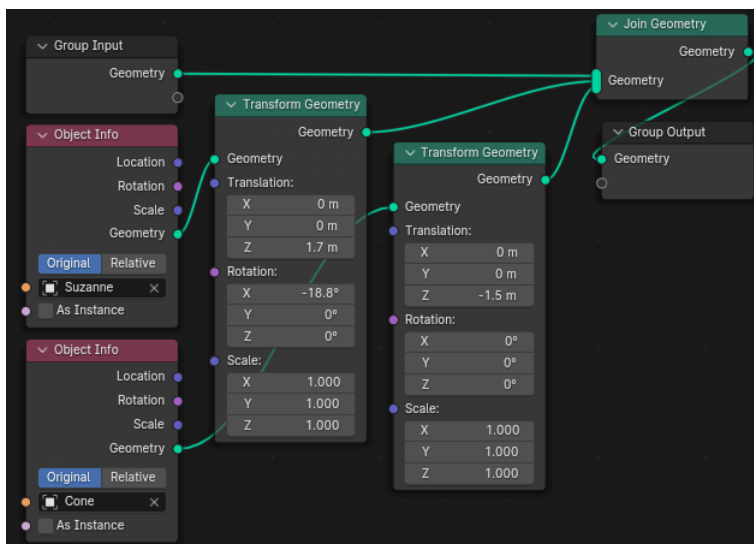 Group Input
Geometry
Object Info
Location
Rotation
Scale
Geometry
Original Relative
Suzanne
As Instance
Object Info
Location
Rotation
Scale
Geometry
Original Relative
Cone
As Instance
Transform Geometry
Geometry
Geometry
Translation:
X 0 m
Y 0 m
Z 1.7 m
Rotation:
X -18.8°
Y 0°
Z 0°
Scale:
X 1.000
Y 1.000
Z 1.000
Transform Geometry
Geometry
Geometry
Translation:
X 0 m
Y 0 m
Z -1.5 m
Rotation:
X 0°
Y 0°
Z 0°
Scale:
X 1.000
Y 1.000
Z 1.000
Join Geometry
Geometry
Geometry
Group Output
Geometry